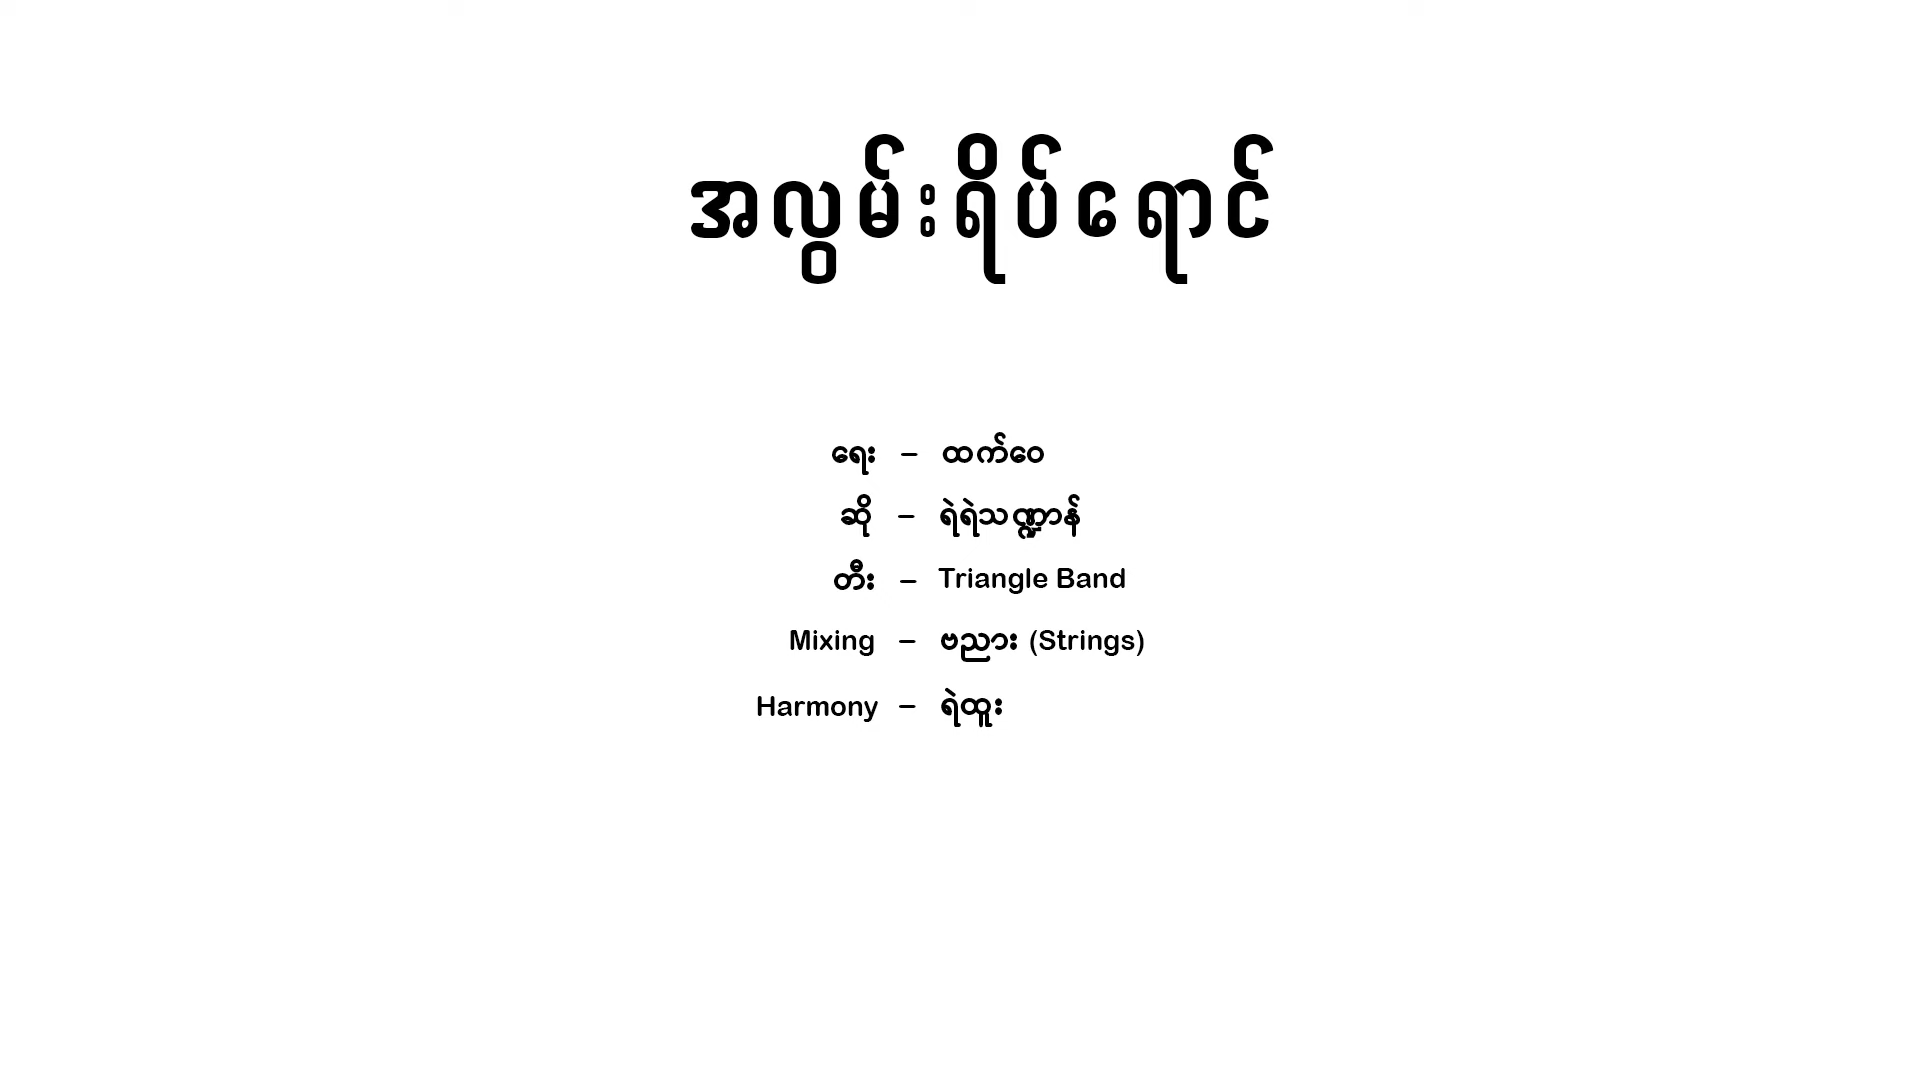 အလွမ်းရိပ်ရောင်
ရေး – ထက်ဝေ
ဆို – ရဲရဲသဏ္ဍာန်
တီး – Triangle Band
Mixing – ဗညား (Strings)
Harmony – ရဲထူး